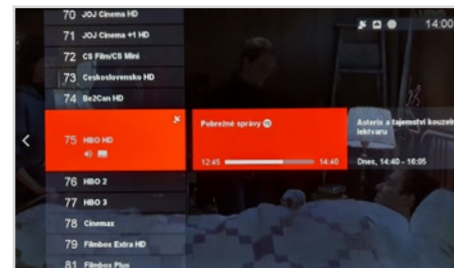 70 JOJ Cinema HD
71 JOJ Cinema +1 HD
72 CS Film/CS Mini
73 Ceskoslovensko HD
74 Be2Can HD
75 HBO HD
76 HBO 2
77 HBO 3
78 Cinemax
79 Filmbox Extra HD
81 Filmbox Plus
14:00
Pobrežné správy
12:45 14:40
Asterix a tajemství kouzeln
lektvaru
Dnes, 14:40 - 16:05